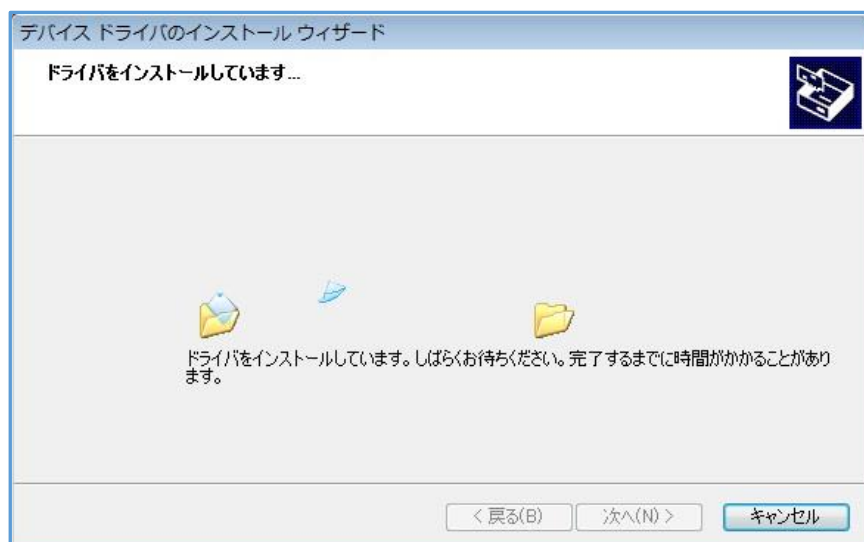 デバイス ドライバのインストール ウィザード
ドライバをインストールしています...
ドライバをインストールしています。しばらくお待ちください。完了するまでに時間がかかることがあり
ます。
< 戻る(B)
次へ(N) >
キャンセル